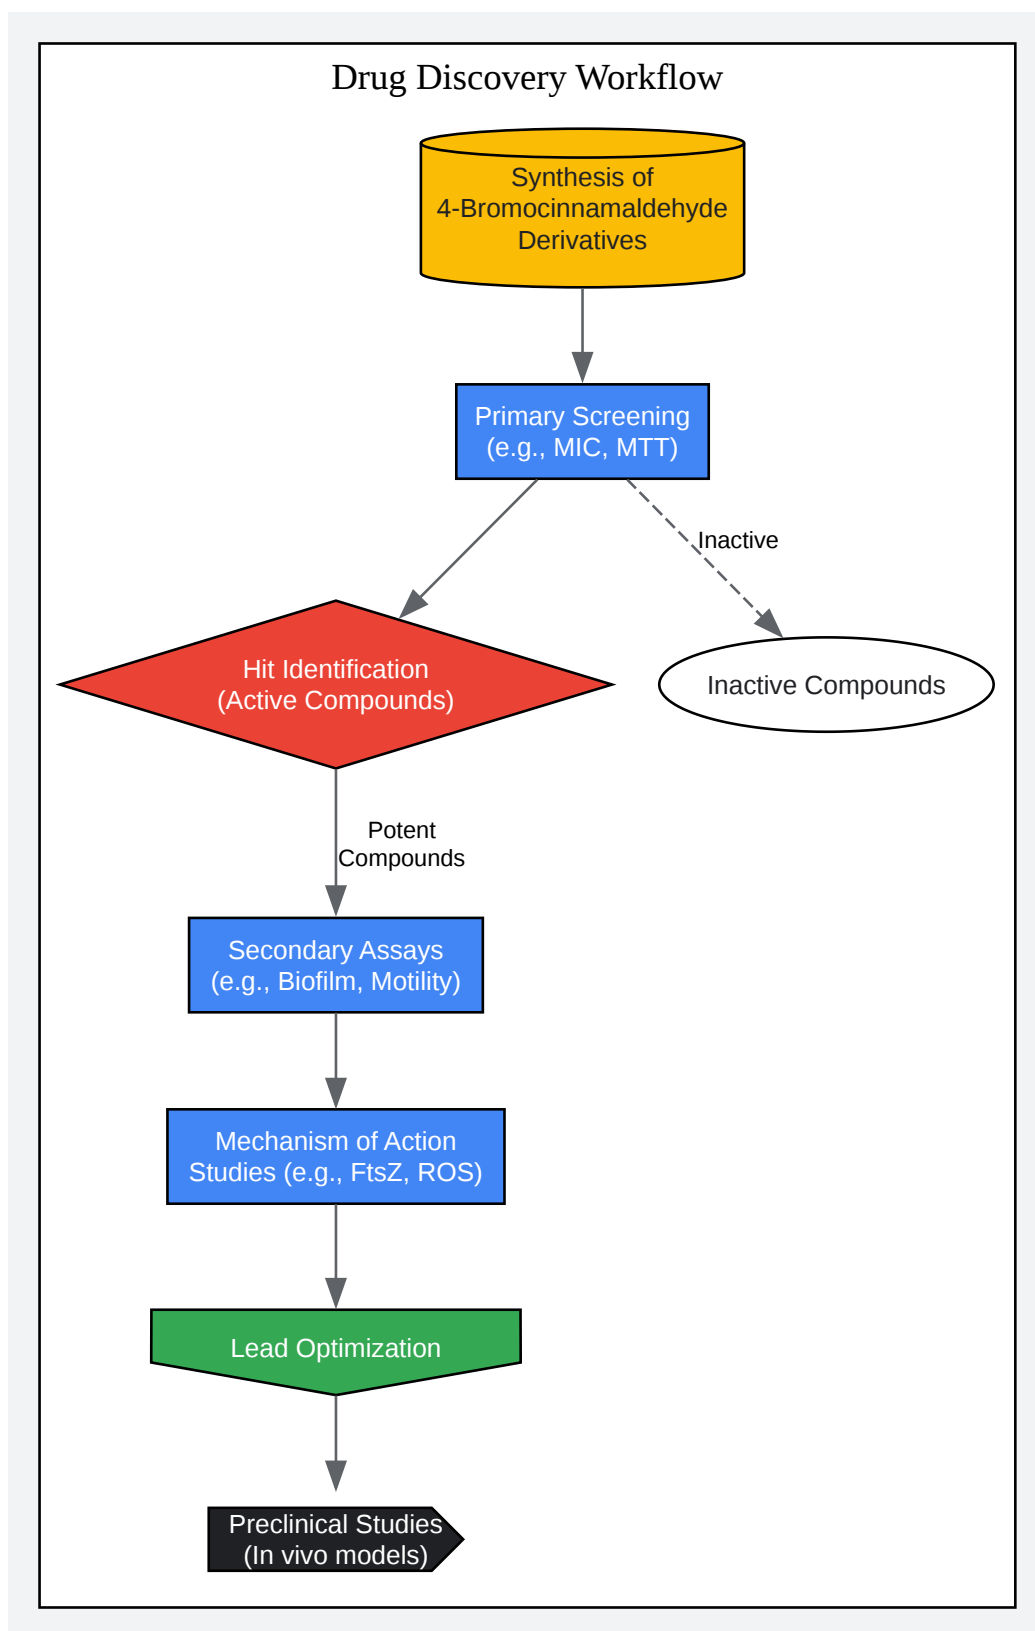 Drug Discovery Workflow
Synthesis of
4-Bromocinnamaldehyde
Derivatives
Primary Screening
(e.g., MIC, MTT)
Inactive
Hit Identification
(Active Compounds)
Inactive Compounds
Potent
Compounds
Secondary Assays
(e.g., Biofilm, Motility)
Mechanism of Action
Studies (e.g., FtsZ, ROS)
Lead Optimization
Preclinical Studies
(In vivo models)